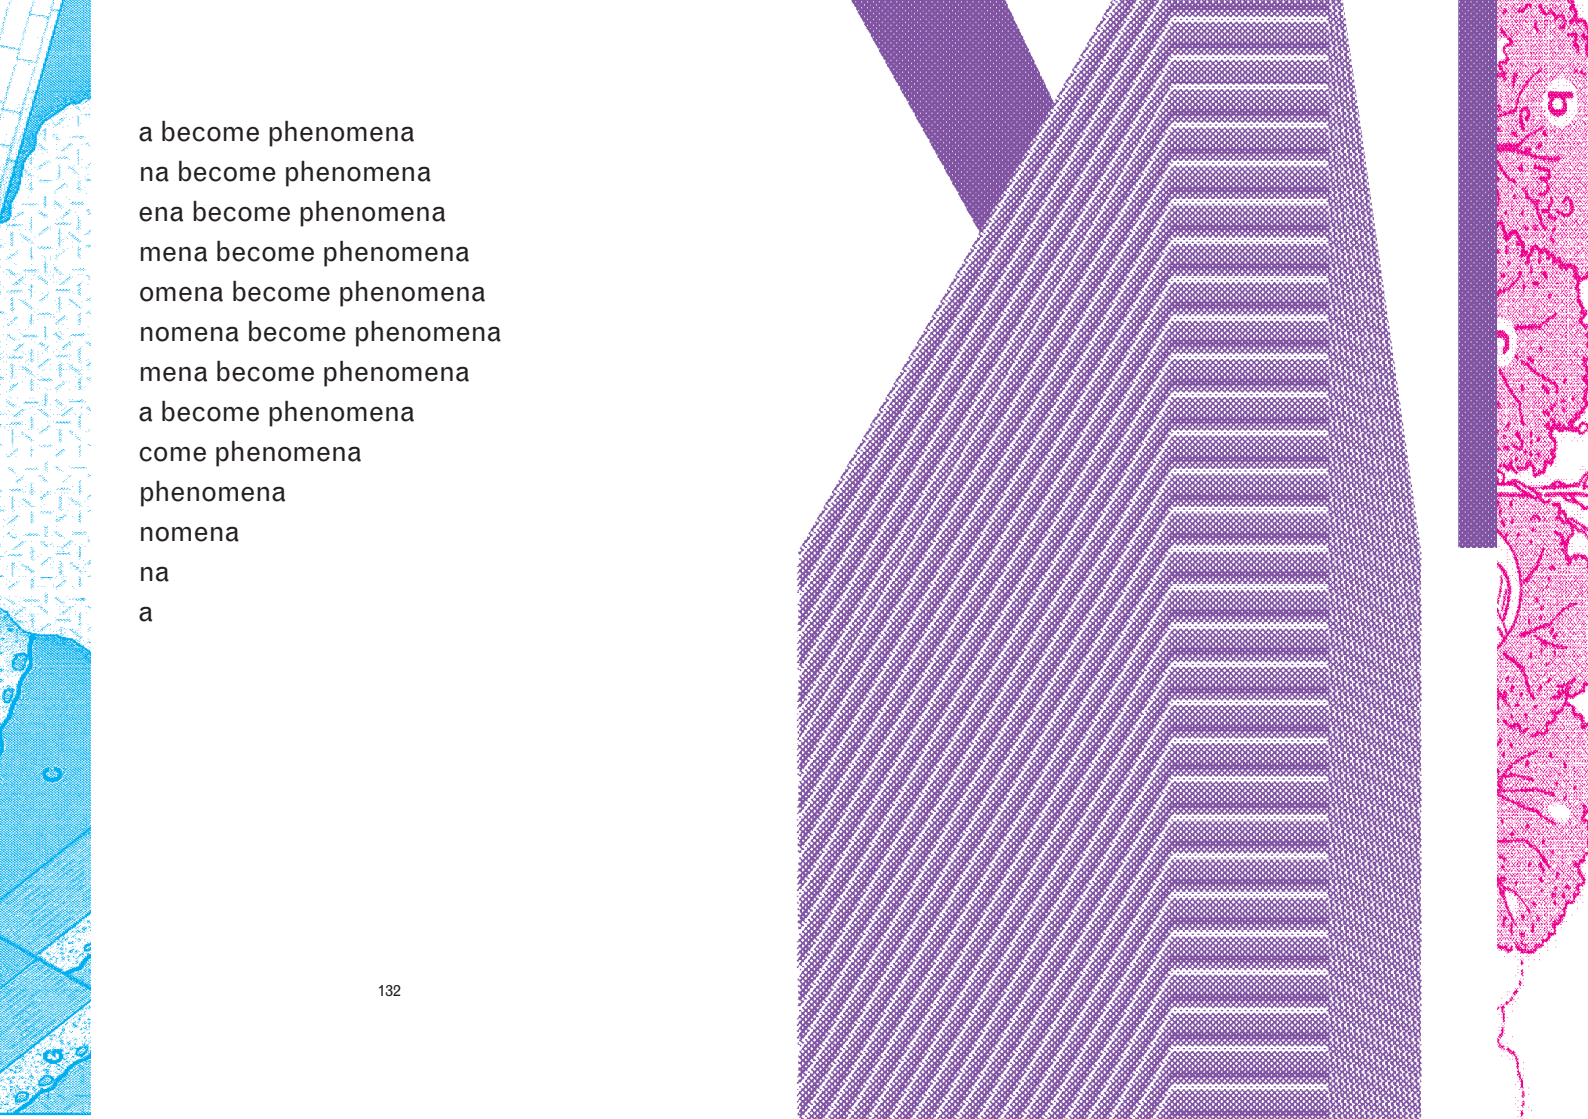 a become phenomena
na become phenomena
ena become phenomena
mena become phenomena
omena become phenomena
nomena become phenomena
mena become phenomena
a become phenomena
come phenomena
phenomena
nomena
na
a
132
c
G
b
c